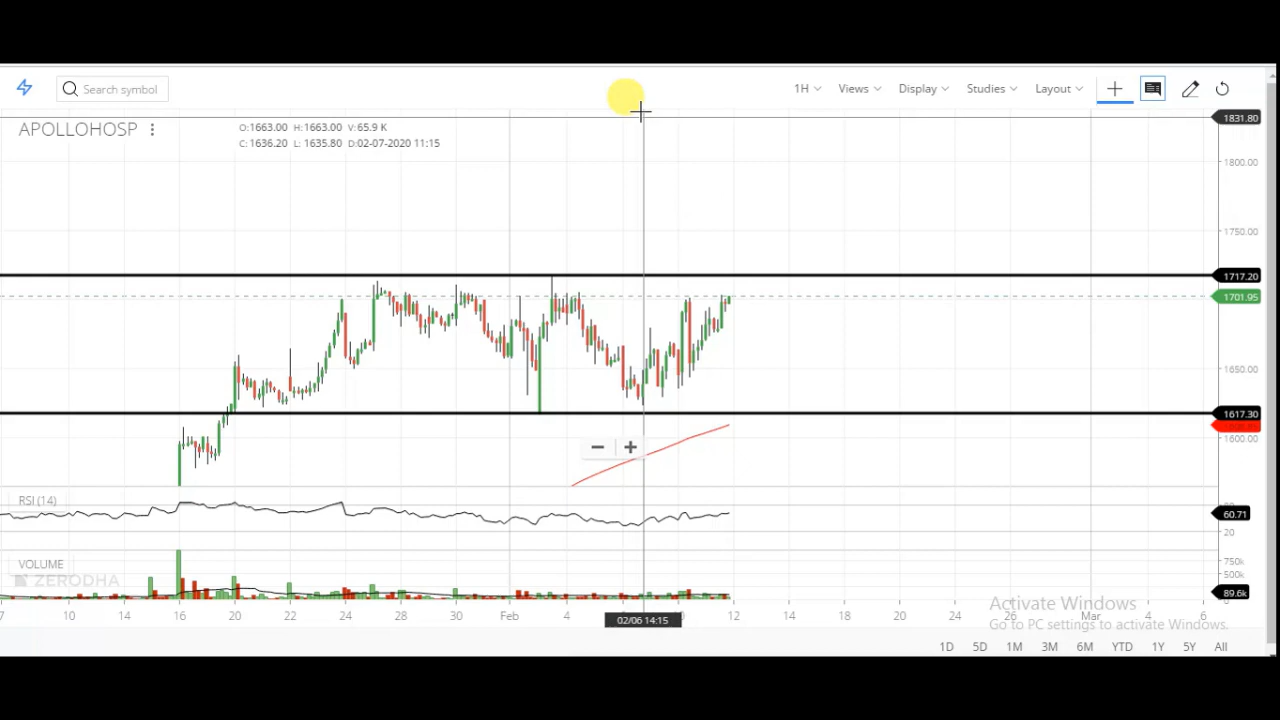 Search symbol
1H Views Display Studies Layout
1831.80
APOLLOHOSP
O:1663.00 H:1663.00 V:65.9 K
C:1636.20 L: 1635.80 D:02-07-2020 11:15
1800.00
1750.00
1717.20
1701.95
1650.00
1617.30
1600.00
RSI (14)
60.71
20
VOLUME
750k
500k
ZERODHA
89.6k
Activate Windows
Go to PC settings to activate Windows.
7 10 14 16 20 22 24 28 30 Feb 4 02/06 14:15 12 14 18 20 24 26 Mar 4 6
1D 5D 1M 3M 6M YTD 1Y 5Y All